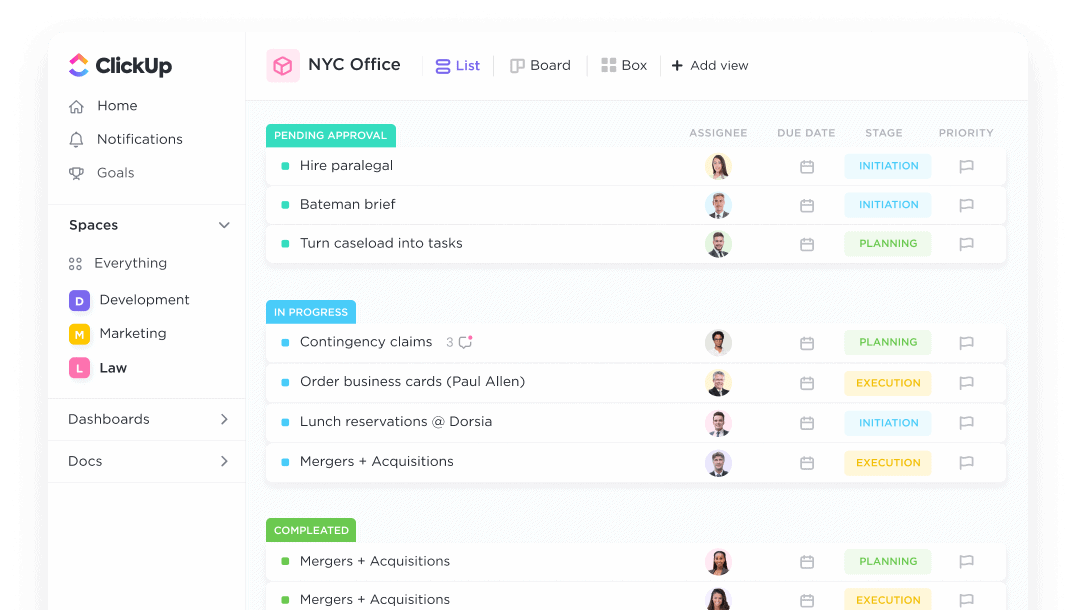 ClickUp
Home
Notifications
Goals
Spaces
Everything
D Development
M Marketing
L Law
Dashboards
Docs
NYC Office List Board Box + Add view
PENDING APPROVAL ASSIGNEE DUE DATE STAGE PRIORITY
Hire paralegal INITIATION
Bateman brief INITIATION
Turn caseload into tasks PLANNING
IN PROGRESS
Contingency claims 3 PLANNING
Order business cards (Paul Allen) EXECUTION
Lunch reservations @ Dorsia INITIATION
Mergers + Acquisitions EXECUTION
COMPLEATED
Mergers + Acquisitions PLANNING
Mergers + Acquisitions EXECUTION